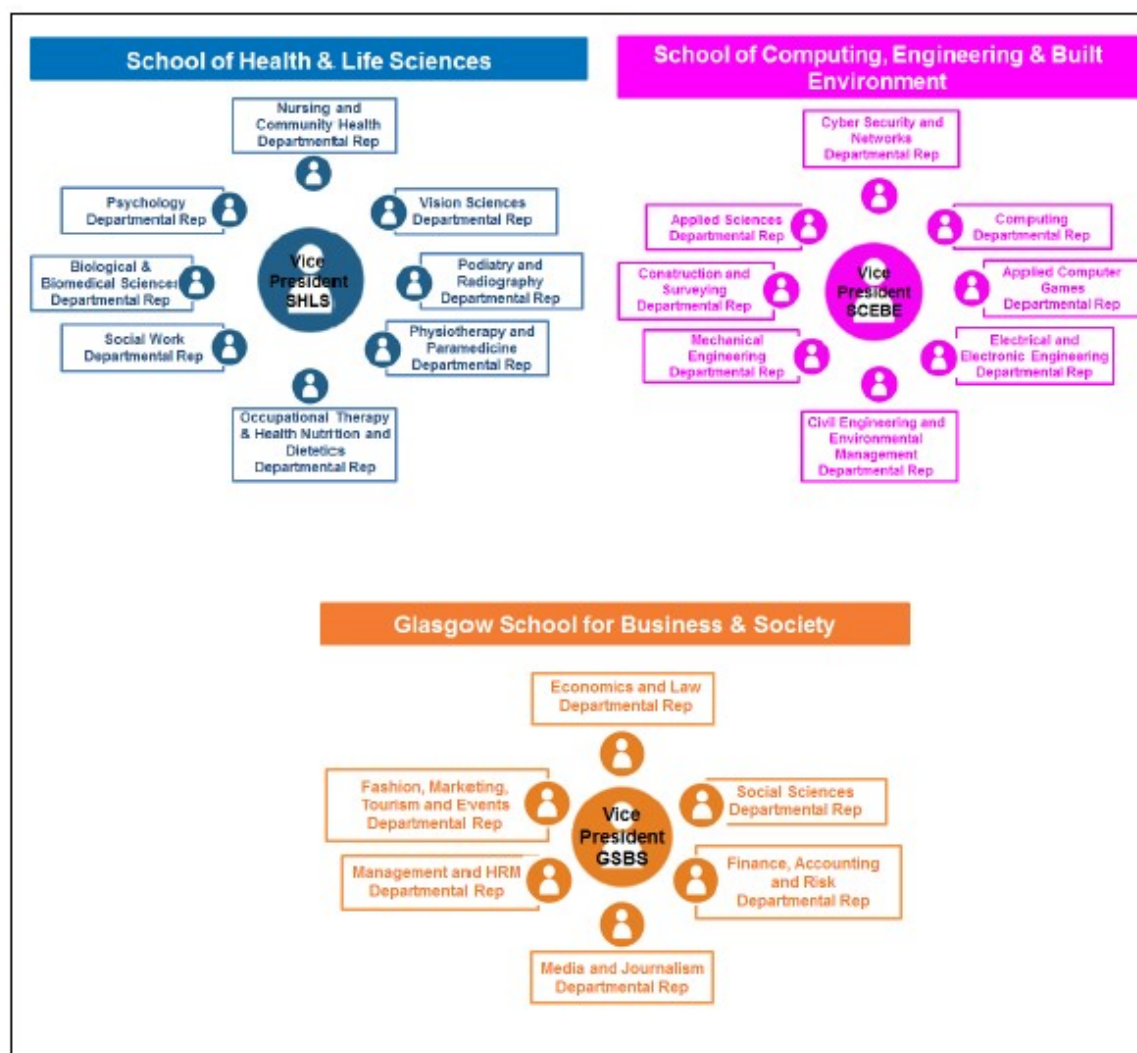 School of Health & Life Sciences
Nursing and
Community Health
Departmental Rep
Psychology
Departmental Rep
Vision Sciences
Departmental Rep
Biological &
Biomedical Sciences
Departmental Rep
Vice
President
SHLS
Podiatry and
Radiography
Departmental Rep
Social Work
Departmental Rep
Physiotherapy and
Paramedicine
Departmental Rep
Occupational Therapy
& Health Nutrition and
Dietetics
Departmental Rep
School of Computing, Engineering & Built
Environment
Cyber Security and
Networks
Departmental Rep
Applied Sciences
Departmental Rep
Computing
Departmental Rep
Construction and
Surveying
Departmental Rep
Vice
President
SCEBE
Applied Computer
Games
Departmental Rep
Mechanical
Engineering
Departmental Rep
Electrical and
Electronic Engineering
Departmental Rep
Civil Engineering and
Environmental
Management
Departmental Rep
Glasgow School for Business & Society
Economics and Law
Departmental Rep
Fashion, Marketing,
Tourism and Events
Departmental Rep
Social Sciences
Departmental Rep
Vice
President
GSBS
Management and HRM
Departmental Rep
Finance, Accounting
and Risk
Departmental Rep
Media and Journalism
Departmental Rep